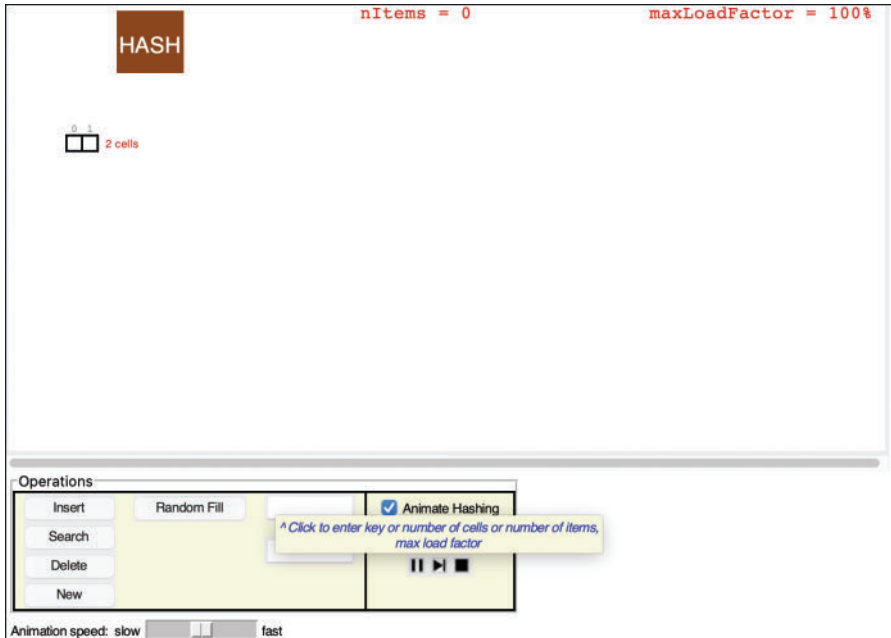 nItems = 0
maxLoadFactor = 100%
HASH
0 1
2 cells
Operations
Insert
Random Fill
Animate Hashing
Search
^ Click to enter key or number of cells or number of items,
max load factor
Delete
New
Animation speed: slow
fast